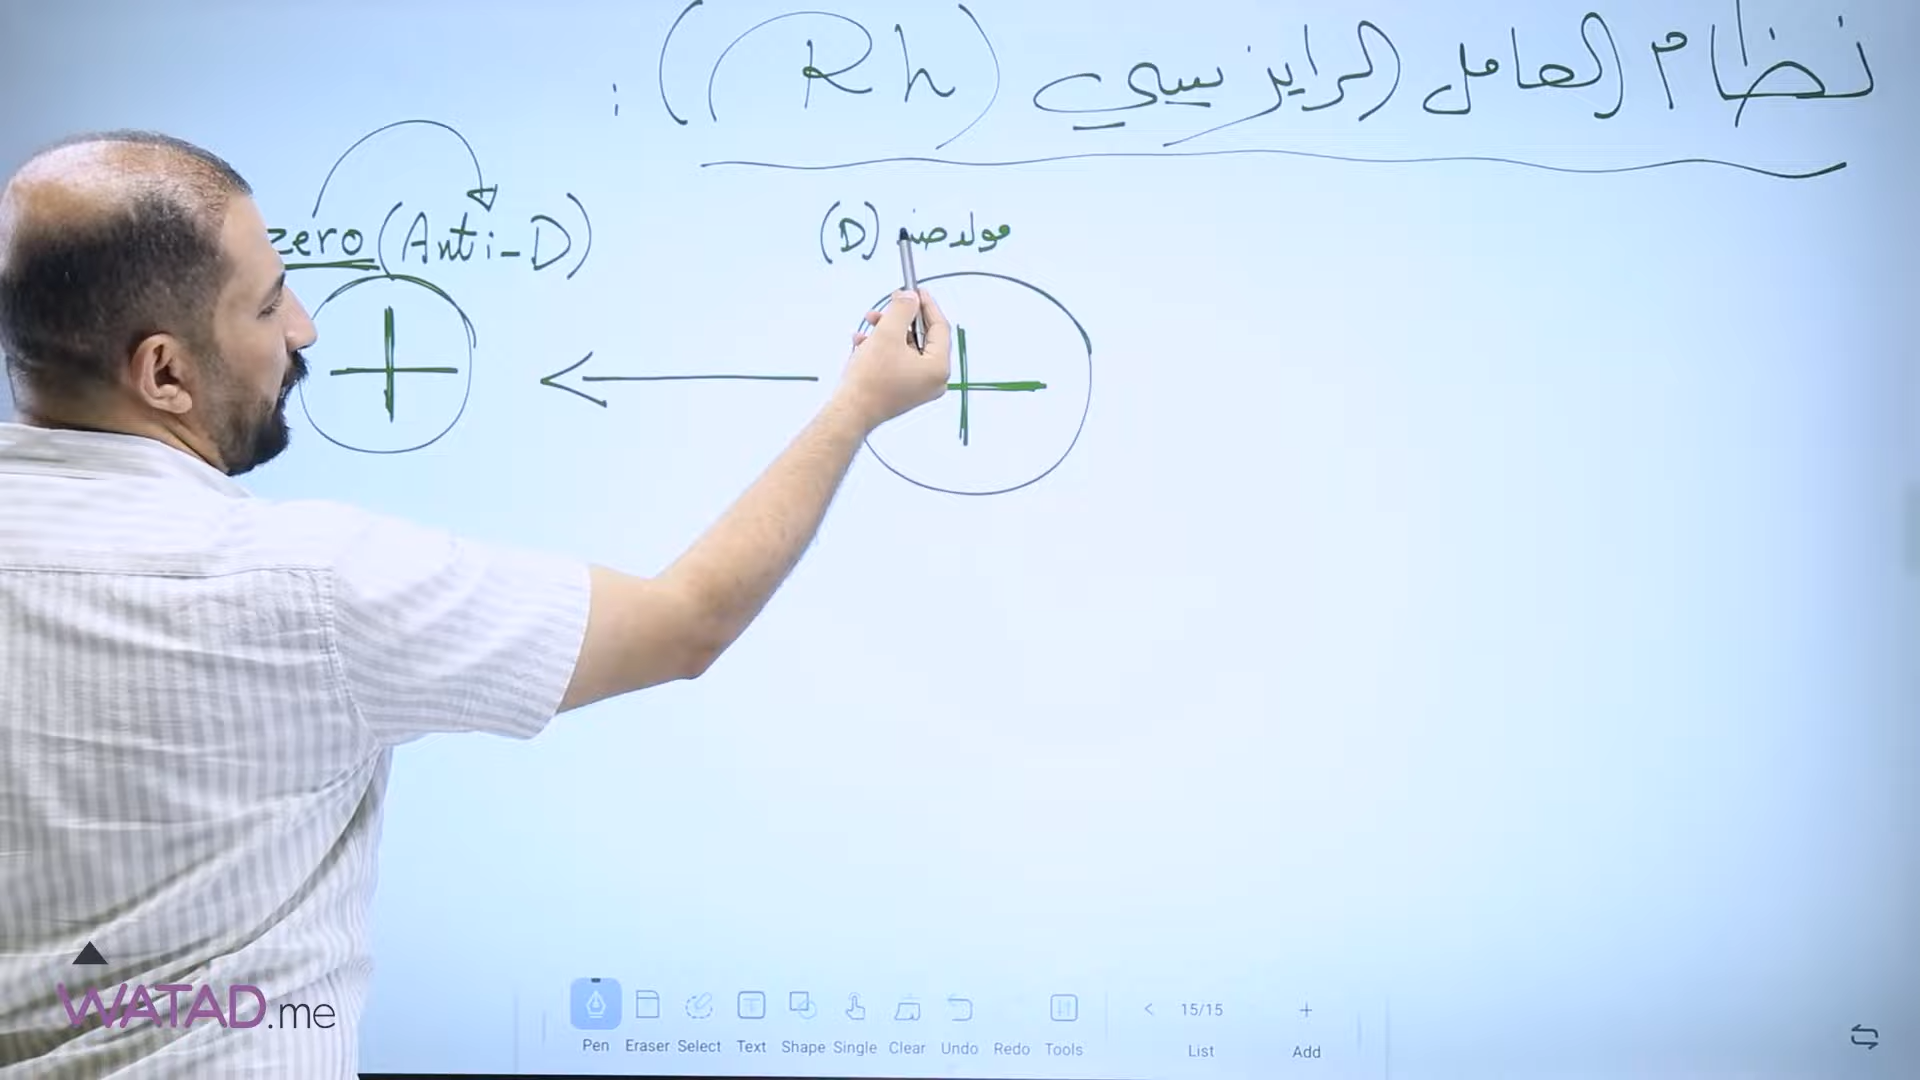 نظام العامل الرايزيسي (Rh) :
مولد ضد (D)
zero (Anti-D)
+
+
WATAD.me
Pen Eraser Select Text Shape Single Clear Undo Redo Tools
< 15/15 +
List Add